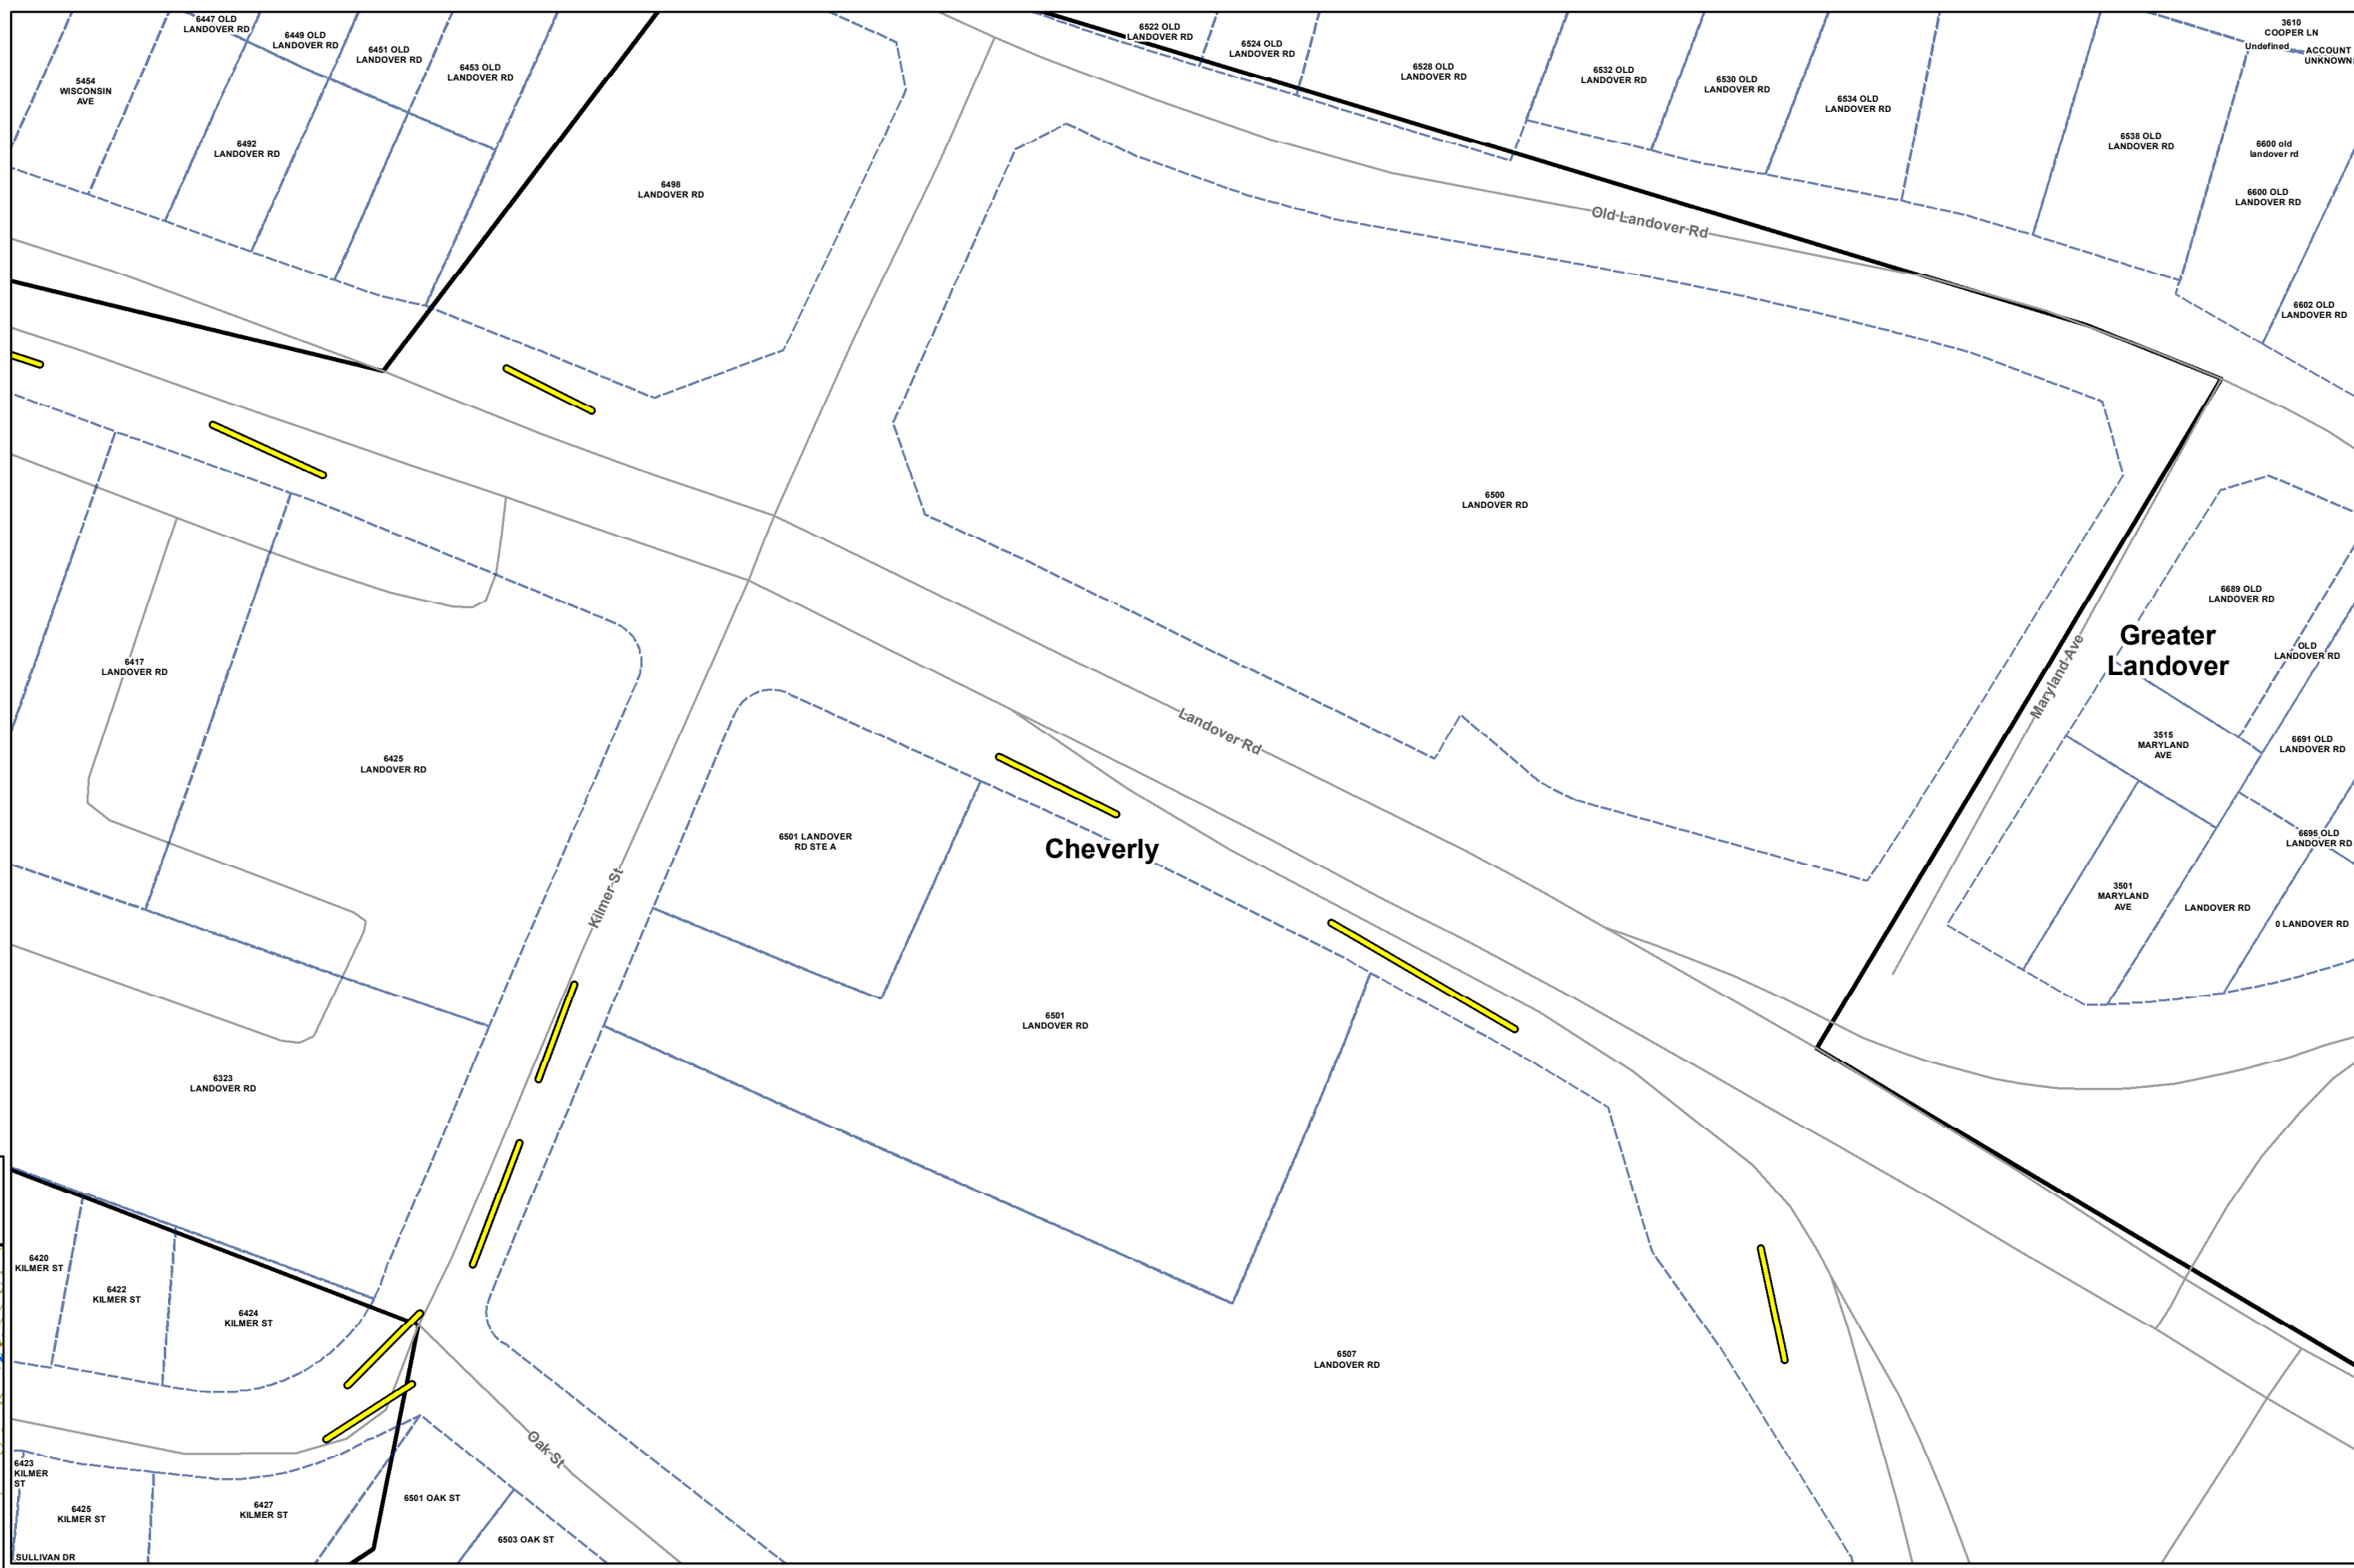 6447 OLD
LANDOVER RD
6449 OLD
LANDOVER RD
6451 OLD
LANDOVER RD
6453 OLD
LANDOVER RD
5454
WISCONSIN
AVE
6492
LANDOVER RD
6498
LANDOVER RD
6522 OLD
LANDOVER RD
6524 OLD
LANDOVER RD
6528 OLD
LANDOVER RD
6532 OLD
LANDOVER RD
6530 OLD
LANDOVER RD
6534 OLD
LANDOVER RD
6538 OLD
LANDOVER RD
3610
COOPER LN
Undefined
ACCOUNT
UNKNOWN
6600 old
landover rd
6600 OLD
LANDOVER RD
6602 OLD
LANDOVER RD
Old Landover Rd
6500
LANDOVER RD
6689 OLD
LANDOVER RD
Greater
Landover
OLD
LANDOVER RD
Maryland Ave
6417
LANDOVER RD
6425
LANDOVER RD
Landover Rd
3515
MARYLAND
AVE
6691 OLD
LANDOVER RD
6501 LANDOVER
RD STE A
Cheverly
6695 OLD
LANDOVER RD
Kilmer St
3501
MARYLAND
AVE
LANDOVER RD
0 LANDOVER RD
6501
LANDOVER RD
6323
LANDOVER RD
6420
KILMER ST
6422
KILMER ST
6424
KILMER ST
6507
LANDOVER RD
Oak St
6423
KILMER
ST
6425
KILMER ST
6427
KILMER ST
6501 OAK ST
6503 OAK ST
SULLIVAN DR